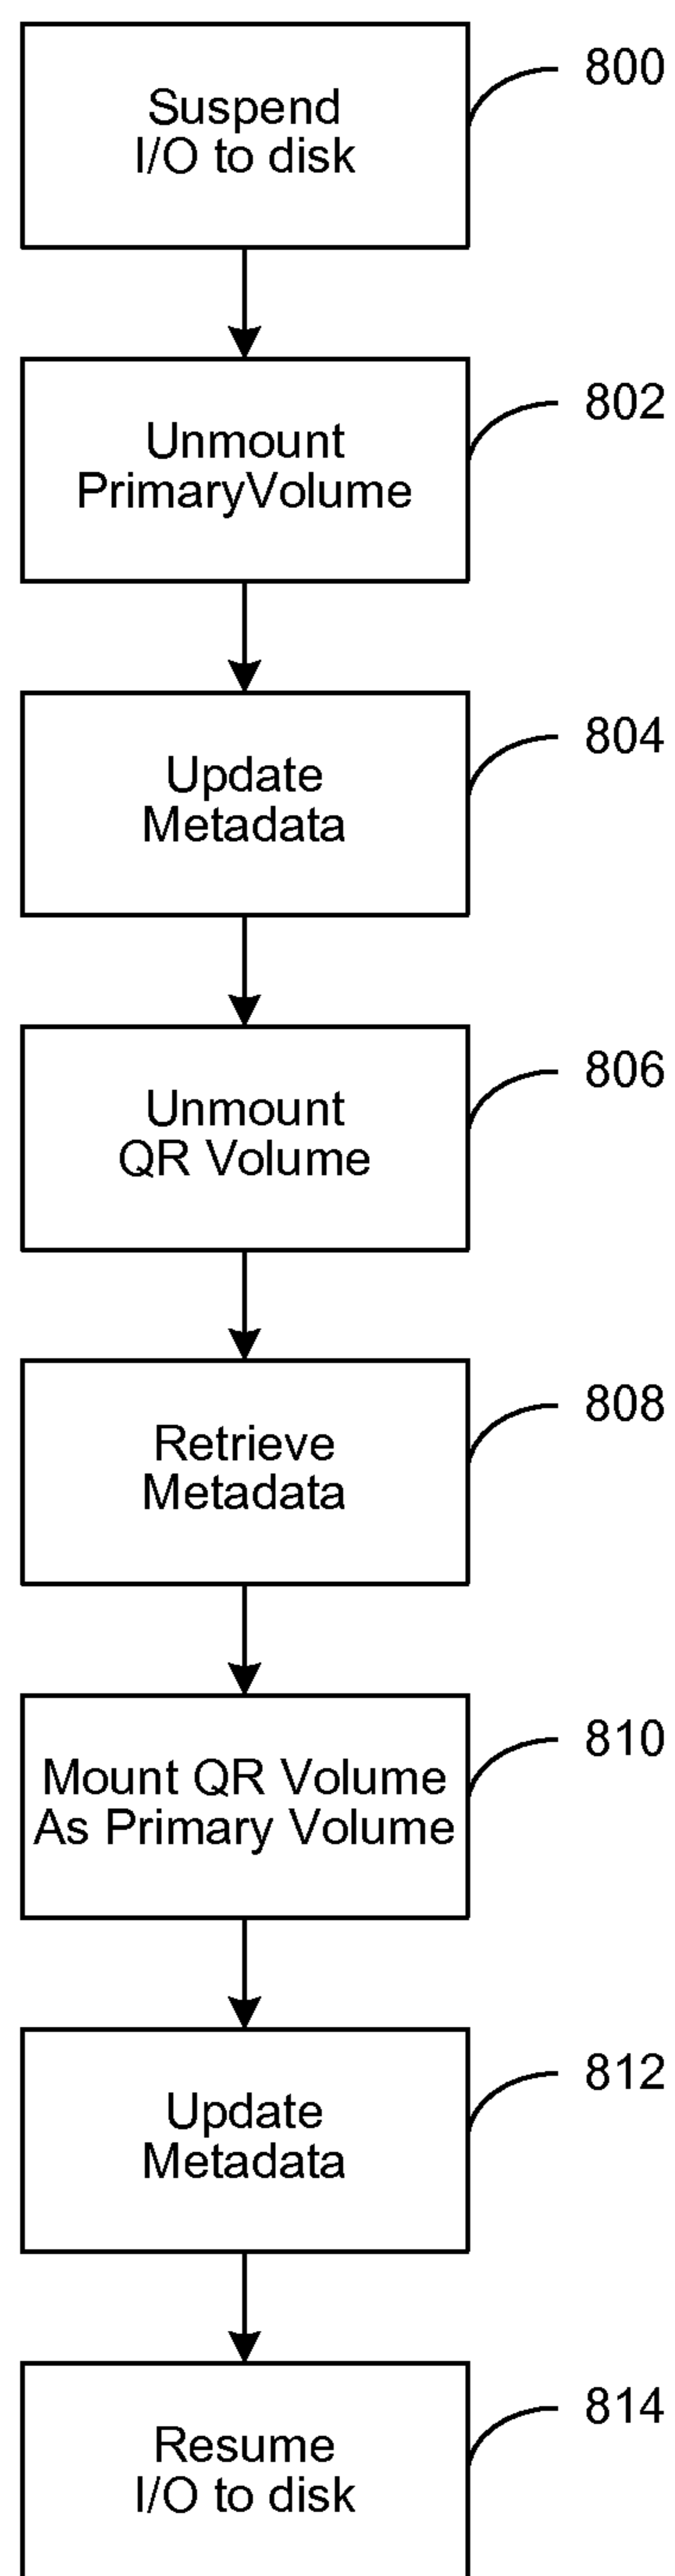 Suspend
I/O to disk
800
Unmount
PrimaryVolume
802
Update
Metadata
804
Unmount
QR Volume
806
Retrieve
Metadata
808
Mount QR Volume
As Primary Volume
810
Update
Metadata
812
Resume
I/O to disk
814